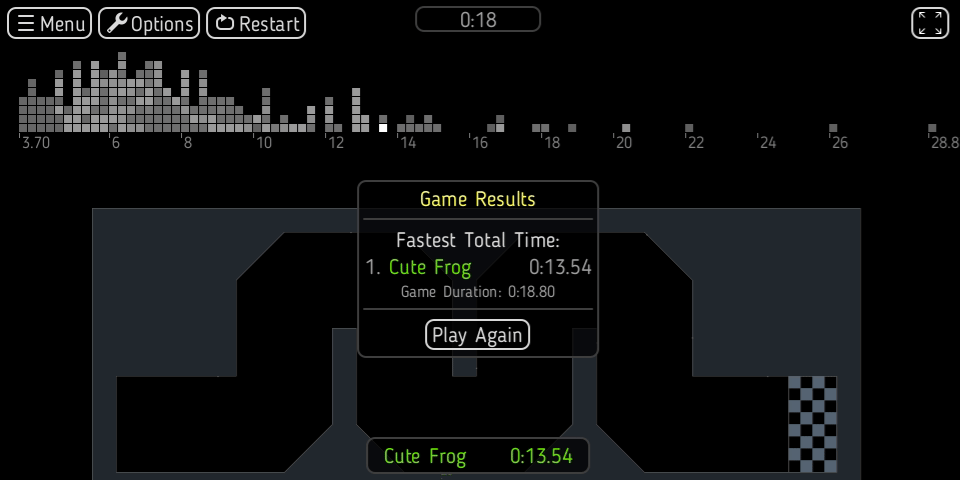 Menu Options Restart 0:18
3.70 6 8 10 12 14 16 18 20 22 24 26 28.8
Game Results
Fastest Total Time:
1. Cute Frog 0:13.54
Game Duration: 0:18.80
Play Again
Cute Frog 0:13.54